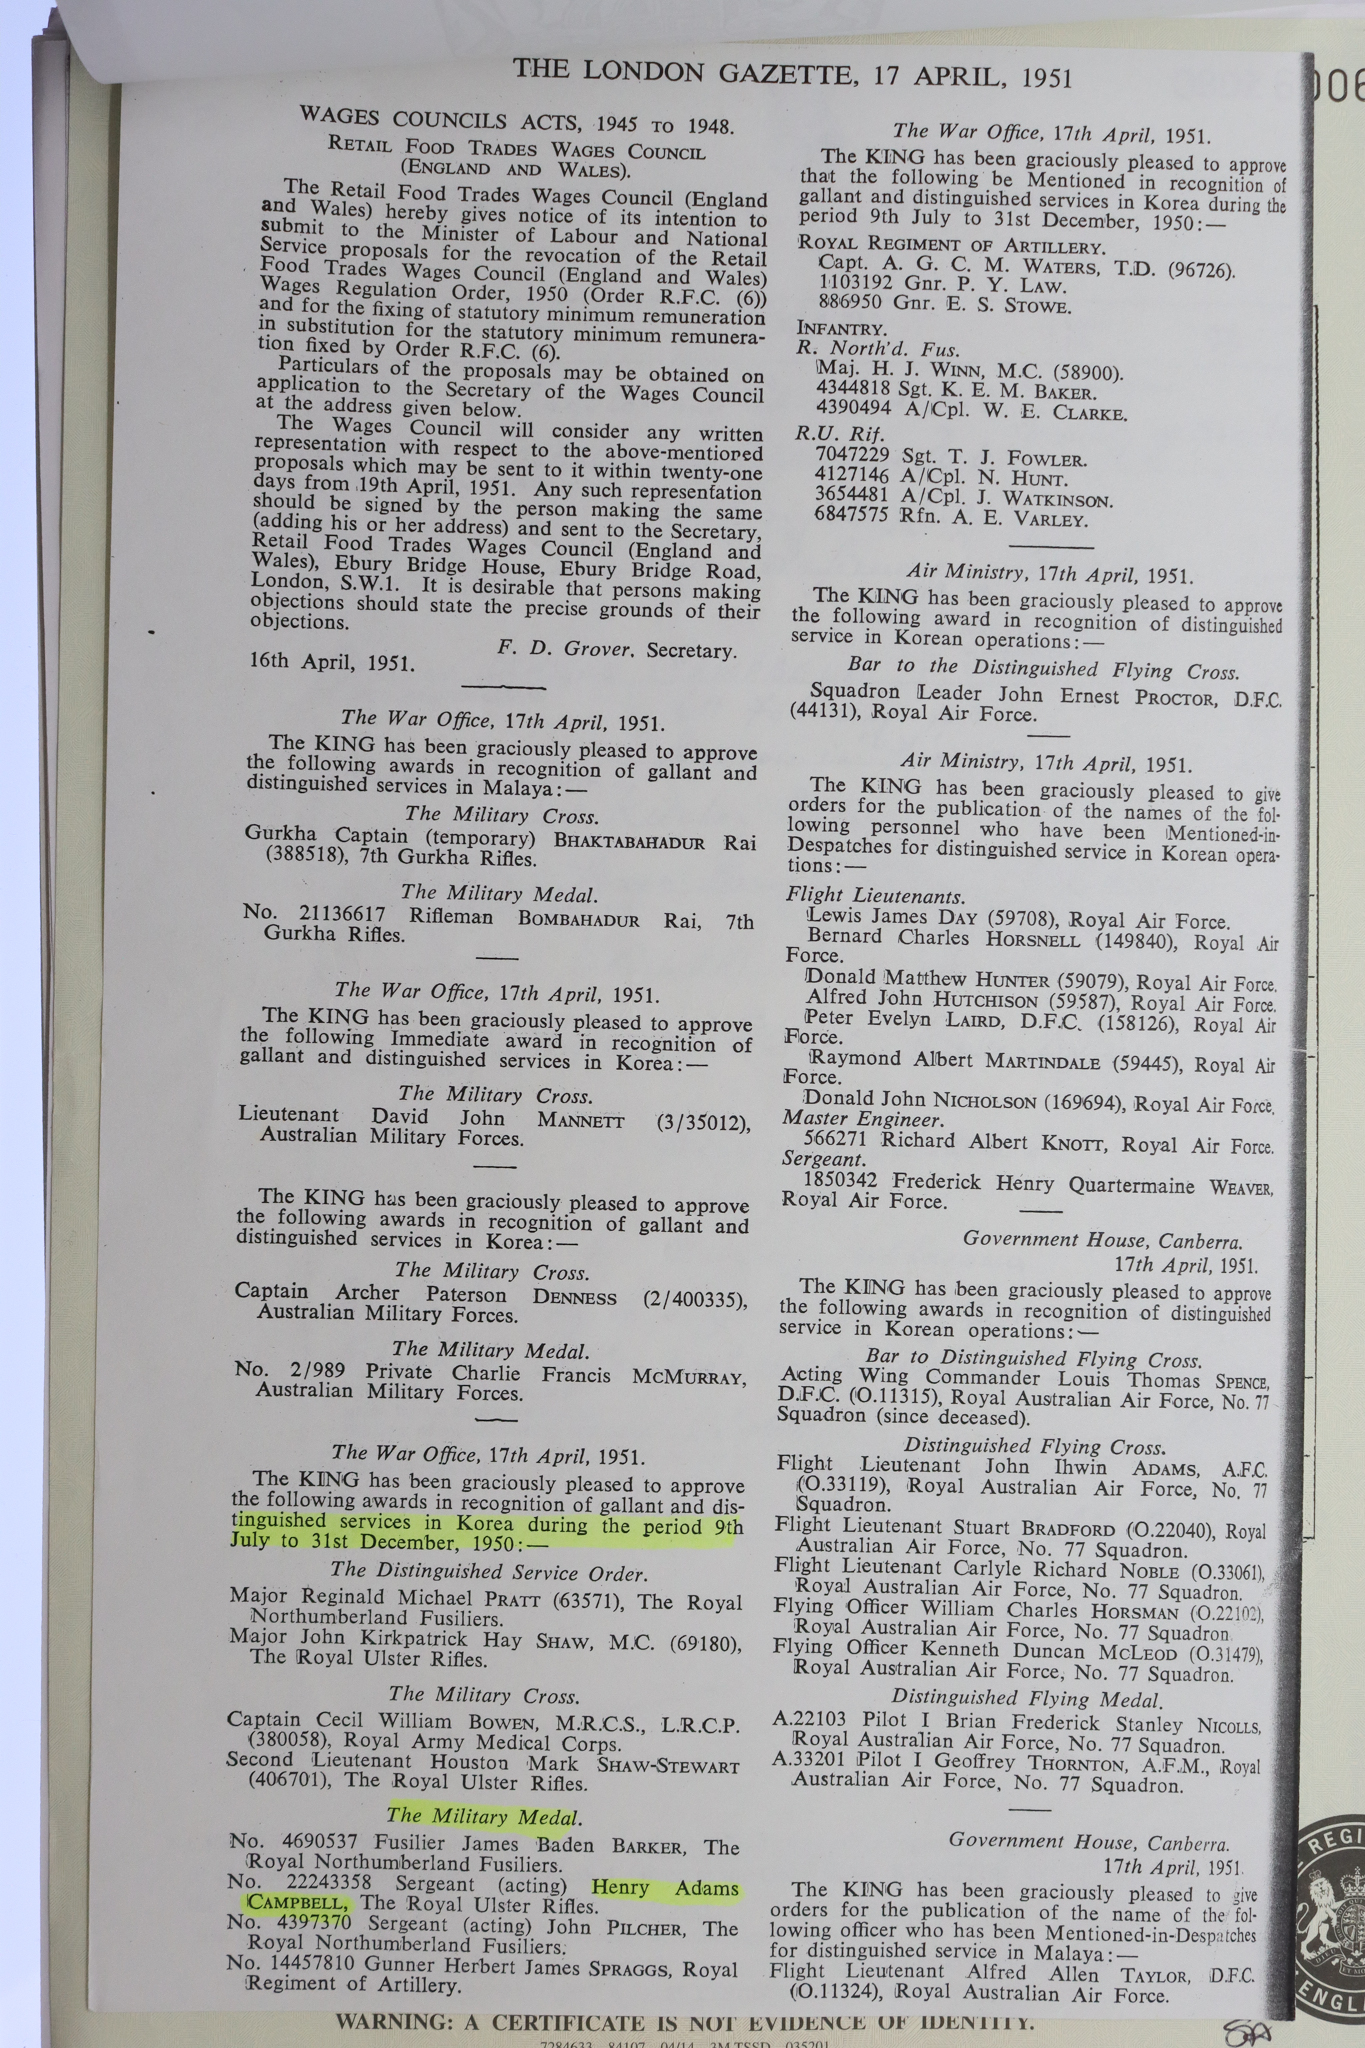 THE LONDON GAZETTE, 17 APRIL, 1951
WAGES COUNCILS ACTS, 1945 TO 1948.
RETAIL FOOD TRADES WAGES COUNCIL
(ENGLAND AND WALES).
The Retail Food Trades Wages Council (England
and Wales) hereby gives notice of its intention to
submit to the Minister of Labour and National
Service proposals for the revocation of the Retail
Food Trades Wages Council (England and Wales)
Wages Regulation Order, 1950 (Order R.F.C. (6))
and for the fixing of statutory minimum remuneration
in substitution for the statutory minimum remunera-
tion fixed by Order R.F.C. (6).
Particulars of the proposals may be obtained on
application to the Secretary of the Wages Council
at the address given below.
The Wages Council will consider any written
representation with respect to the above-mentioned
proposals which may be sent to it within twenty-one
days from 19th April, 1951. Any such representation
should be signed by the person making the same
(adding his or her address) and sent to the Secretary,
Retail Food Trades Wages Council (England and
Wales), Ebury Bridge House, Ebury Bridge Road,
London, S.W.1. It is desirable that persons making
objections should state the precise grounds of their
objections.
F. D. Grover. Secretary.
16th April, 1951.
The War Office, 17th April, 1951.
The KING has been graciously pleased to approve
the following awards in recognition of gallant and
distinguished services in Malaya:—
The Military Cross.
Gurkha Captain (temporary) BHAKTABAHADUR Rai
(388518), 7th Gurkha Rifles.
The Military Medal.
No. 21136617 Rifleman BOMBAHADUR Rai, 7th
Gurkha Rifles.
The War Office, 17th April, 1951.
The KING has been graciously pleased to approve
the following Immediate award in recognition of
gallant and distinguished services in Korea:—
The Military Cross.
Lieutenant David John MANNETT (3/35012),
Australian Military Forces.
The KING has been graciously pleased to approve
the following awards in recognition of gallant and
distinguished services in Korea:—
The Military Cross.
Captain Archer Paterson DENNESS (2/400335),
Australian Military Forces.
The Military Medal.
No. 2/989 Private Charlie Francis MCMURRAY,
Australian Military Forces.
The War Office, 17th April, 1951.
The KING has been graciously pleased to approve
the following awards in recognition of gallant and dis-
tinguished services in Korea during the period 9th
July to 31st December, 1950:—
The Distinguished Service Order.
Major Reginald Michael PRATT (63571), The Royal
Northumberland Fusiliers.
Major John Kirkpatrick Hay SHAW, M.C. (69180),
The Royal Ulster Rifles.
The Military Cross.
Captain Cecil William BOWEN, M.R.C.S., L.R.C.P.
(380058), Royal Army Medical Corps.
Second Lieutenant Houston Mark SHAW-STEWART
(406701), The Royal Ulster Rifles.
The Military Medal.
No. 4690537 Fusilier James Baden BARKER, The
Royal Northumberland Fusiliers.
No. 22243358 Sergeant (acting) Henry Adams
CAMPBELL, The Royal Ulster Rifles.
No. 4397370 Sergeant (acting) John PILCHER, The
Royal Northumberland Fusiliers.
No. 14457810 Gunner Herbert James SPRAGGS, Royal
Regiment of Artillery.
The War Office, 17th April, 1951.
The KING has been graciously pleased to approve
that the following be Mentioned in recognition of
gallant and distinguished services in Korea during the
period 9th July to 31st December, 1950:—
ROYAL REGIMENT OF ARTILLERY.
Capt. A. G. C. M. WATERS, T.D. (96726).
1103192 Gnr. P. Y. LAW.
886950 Gnr. E. S. STOWE.
INFANTRY.
R. North'd. Fus.
Maj. H. J. WINN, M.C. (58900).
4344818 Sgt. K. E. M. BAKER.
4390494 A/Cpl. W. E. CLARKE.
R.U. Rif.
7047229 Sgt. T. J. FOWLER.
4127146 A/Cpl. N. HUNT.
3654481 A/Cpl. J. WATKINSON.
6847575 Rfn. A. E. VARLEY.
Air Ministry, 17th April, 1951.
The KING has been graciously pleased to approve
the following award in recognition of distinguished
service in Korean operations:—
Bar to the Distinguished Flying Cross.
Squadron Leader John Ernest PROCTOR, D.F.C.
(44131), Royal Air Force.
Air Ministry, 17th April, 1951.
The KING has been graciously pleased to give
orders for the publication of the names of the fol-
lowing personnel who have been Mentioned-in-
Despatches for distinguished service in Korean opera-
tions:—
Flight Lieutenants.
Lewis James DAY (59708), Royal Air Force.
Bernard Charles HORSNELL (149840), Royal Air
Force.
Donald Matthew HUNTER (59079), Royal Air Force.
Alfred John HUTCHISON (59587), Royal Air Force.
Peter Evelyn LAIRD, D.F.C. (158126), Royal Air
Force.
Raymond Albert MARTINDALE (59445), Royal Air
Force.
Donald John NICHOLSON (169694), Royal Air Force.
Master Engineer.
566271 Richard Albert KNOTT, Royal Air Force.
Sergeant.
1850342 Frederick Henry Quartermaine WEAVER,
Royal Air Force.
Government House, Canberra.
17th April, 1951.
The KING has been graciously pleased to approve
the following awards in recognition of distinguished
service in Korean operations:—
Bar to Distinguished Flying Cross.
Acting Wing Commander Louis Thomas SPENCE,
D.F.C. (O.11315), Royal Australian Air Force, No. 77
Squadron (since deceased).
Distinguished Flying Cross.
Flight Lieutenant John Ihwin ADAMS, A.F.C.
(O.33119), Royal Australian Air Force, No. 77
Squadron.
Flight Lieutenant Stuart BRADFORD (O.22040), Royal
Australian Air Force, No. 77 Squadron.
Flight Lieutenant Carlyle Richard NOBLE (O.33061),
Royal Australian Air Force, No. 77 Squadron.
Flying Officer William Charles HORSMAN (O.22102),
Royal Australian Air Force, No. 77 Squadron.
Flying Officer Kenneth Duncan MCLEOD (O.31479),
Royal Australian Air Force, No. 77 Squadron.
Distinguished Flying Medal.
A.22103 Pilot I Brian Frederick Stanley NICOLLS,
Royal Australian Air Force, No. 77 Squadron.
A.33201 Pilot I Geoffrey THORNTON, A.F.M., Royal
Australian Air Force, No. 77 Squadron.
Government House, Canberra.
17th April, 1951.
The KING has been graciously pleased to give
orders for the publication of the name of the fol-
lowing officer who has been Mentioned-in-Despatches
for distinguished service in Malaya:—
Flight Lieutenant Alfred Allen TAYLOR, D.F.C.
(O.11324), Royal Australian Air Force.
WARNING: A CERTIFICATE IS NOT EVIDENCE OF IDENTITY.